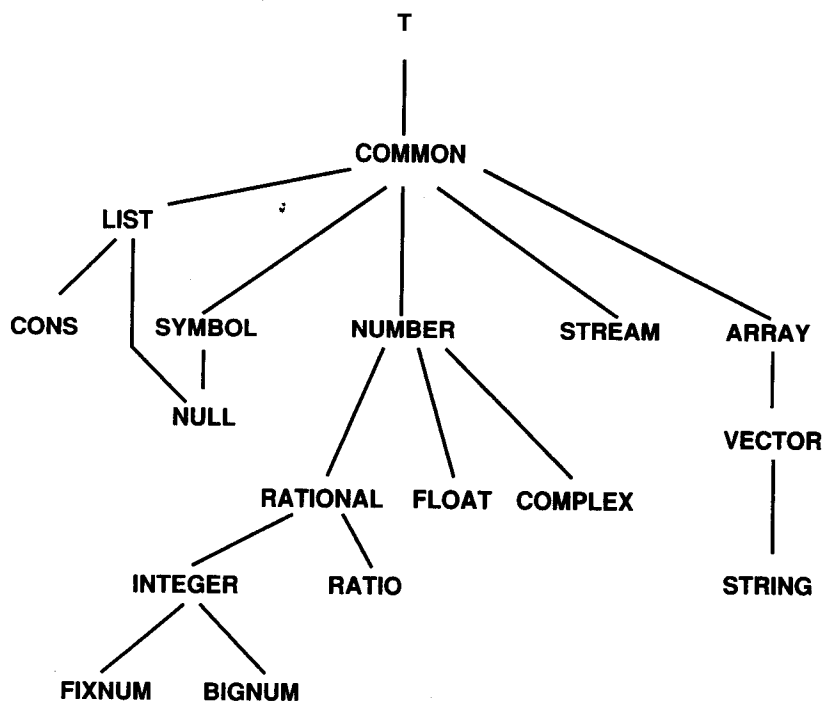 T
COMMON
LIST
CONS SYMBOL NUMBER STREAM ARRAY
NULL
VECTOR
RATIONAL FLOAT COMPLEX
INTEGER RATIO STRING
FIXNUM BIGNUM